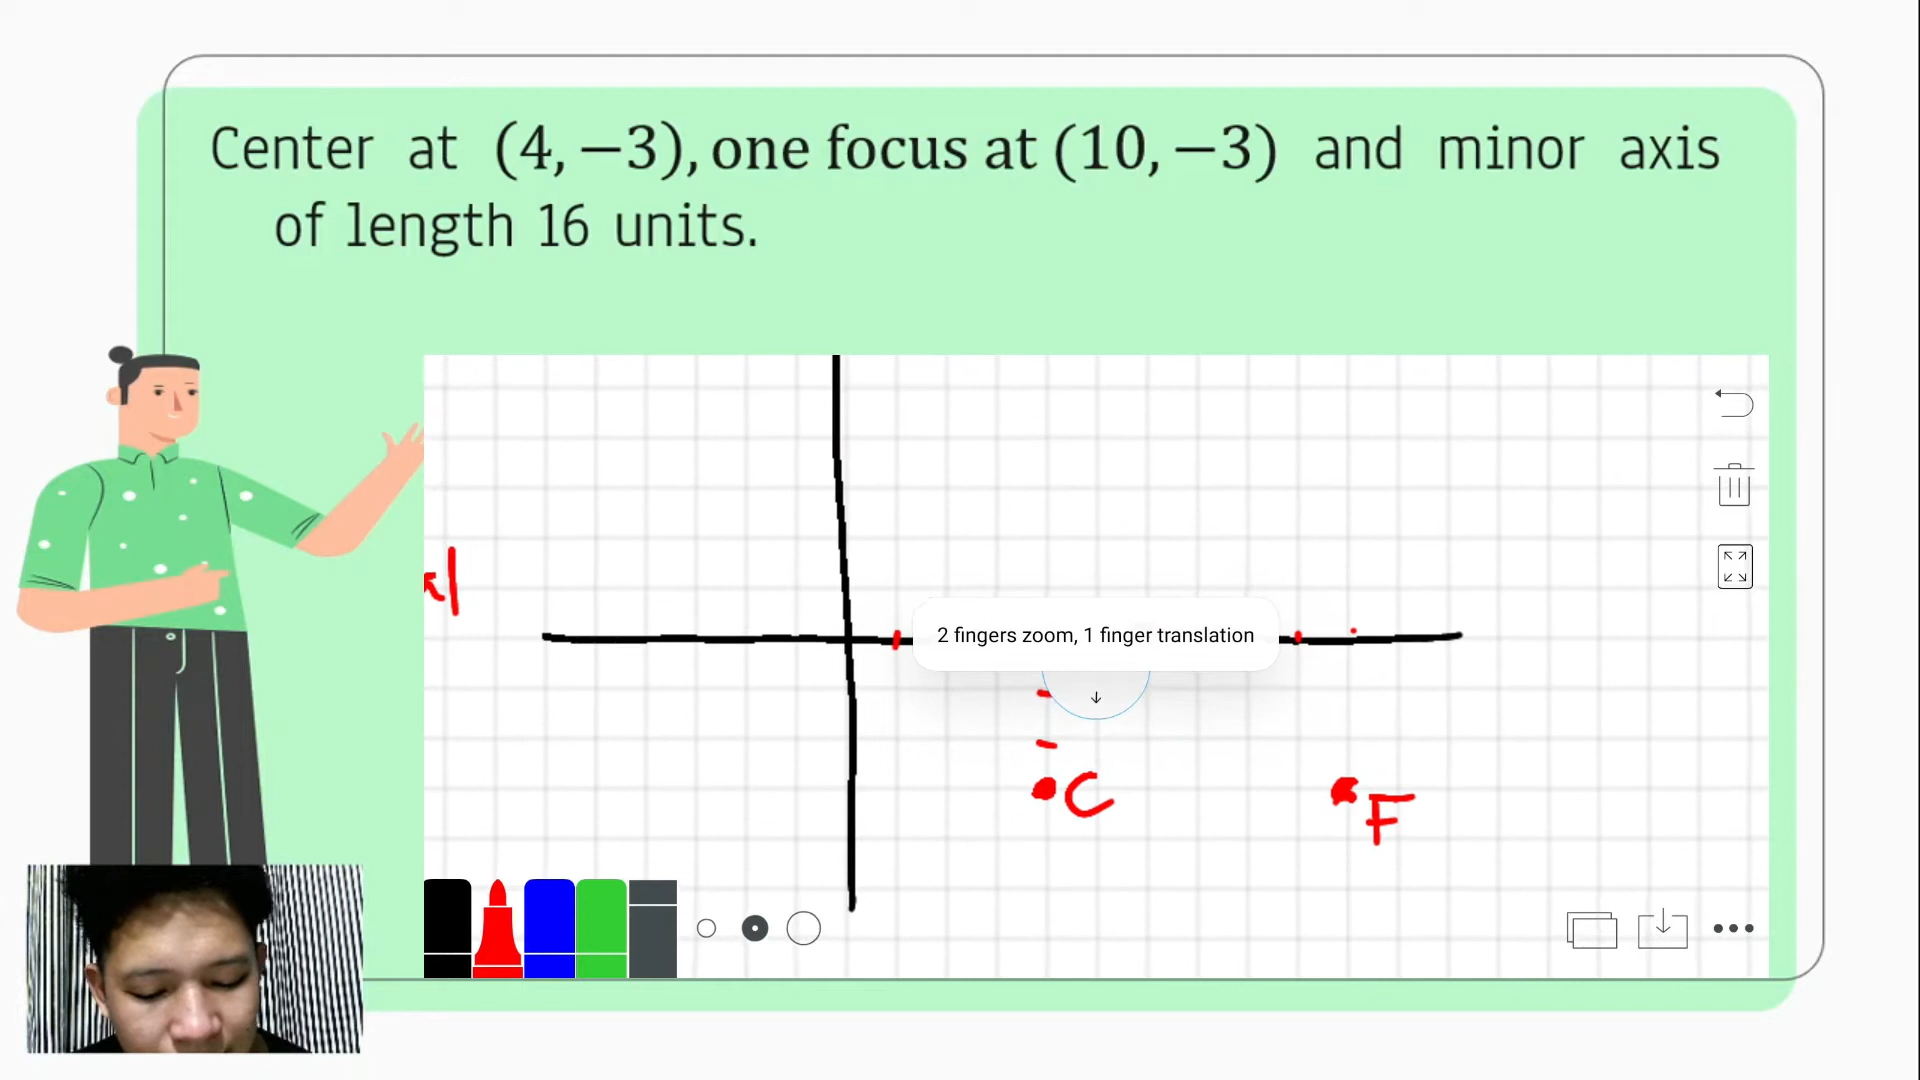 Center at (4, −3), one focus at (10, −3) and minor axis
of length 16 units.
al
2 fingers zoom, 1 finger translation
C
F